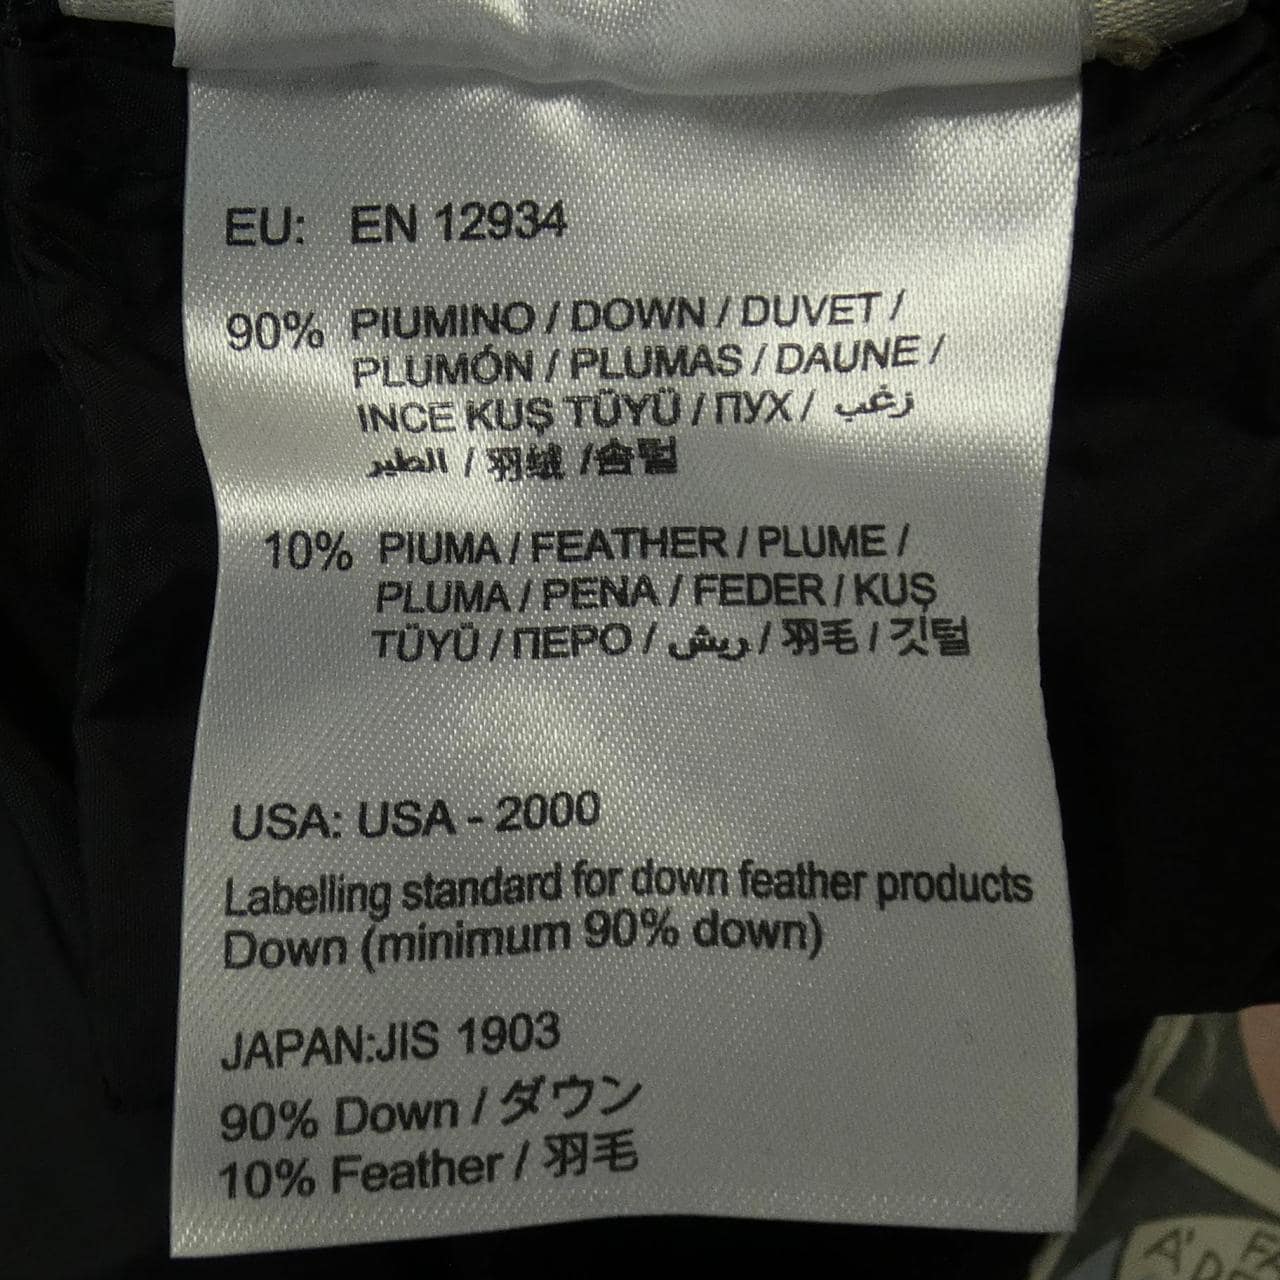 EU: EN 12934
90% PIUMINO / DOWN / DUVET /
PLUMÓN / PLUMAS / DAUNE /
INCE KUŞ TÜYÜ / ПУХ / زغب
الطير / 羽绒 / 솜털
10% PIUMA / FEATHER / PLUME /
PLUMA / PENA / FEDER / KUŞ
TÜYÜ / ПЕРО / ريش / 羽毛 / 깃털
USA: USA - 2000
Labelling standard for down feather products
Down (minimum 90% down)
JAPAN:JIS 1903
90% Down / ダウン
10% Feather / 羽毛